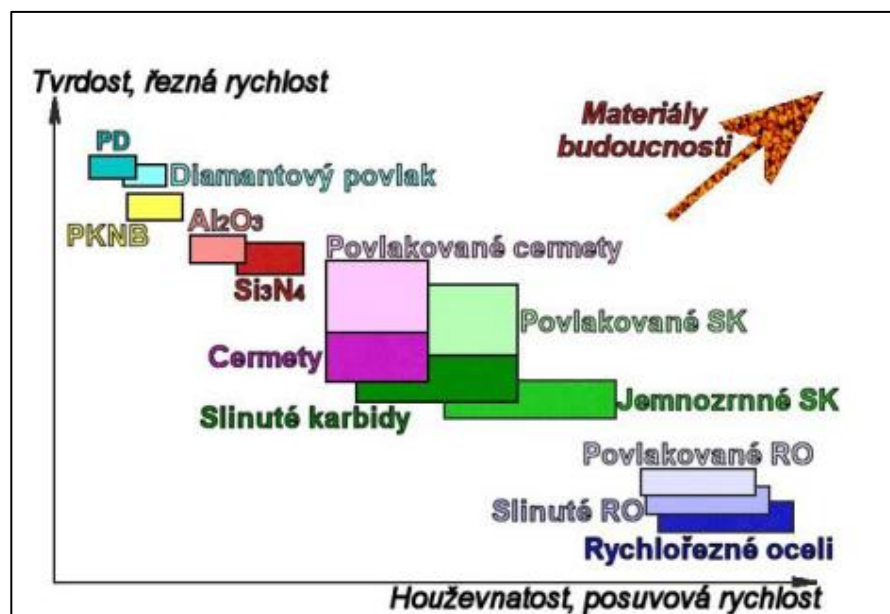 Tvrdost, řezná rychlost
Materiály
budoucnosti
PD
Diamantový povlak
PKNB
Al₂O₃
Si₃N₄
Povlakované cermety
Povlakované SK
Cermety
Slinuté karbidy
Jemnozrnné SK
Povlakované RO
Slinuté RO
Rychlořezné oceli
Houževnatost, posuvová rychlost